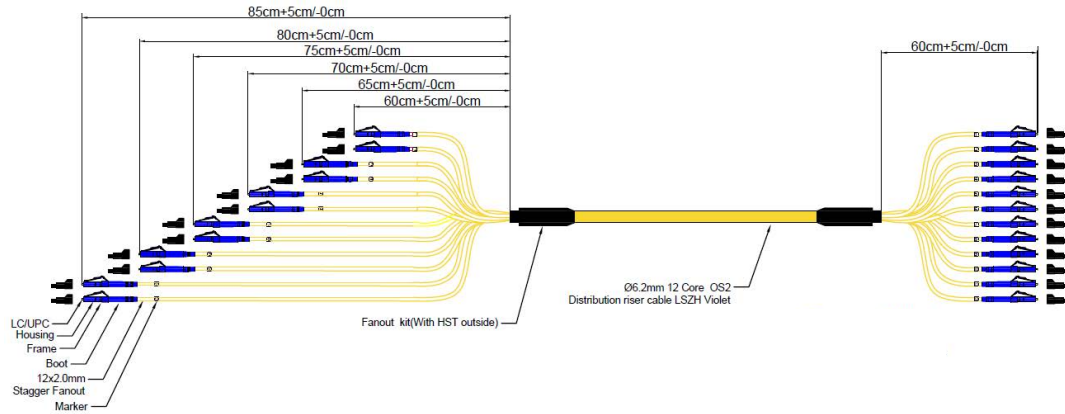 85cm+5cm/-0cm
80cm+5cm/-0cm
75cm+5cm/-0cm
70cm+5cm/-0cm
65cm+5cm/-0cm
60cm+5cm/-0cm
60cm+5cm/-0cm
Ø6.2mm 12 Core OS2
Distribution riser cable LSZH Violet
Fanout kit(With HST outside)
LC/UPC
Housing
Frame
Boot
12x2.0mm
Stagger Fanout
Marker